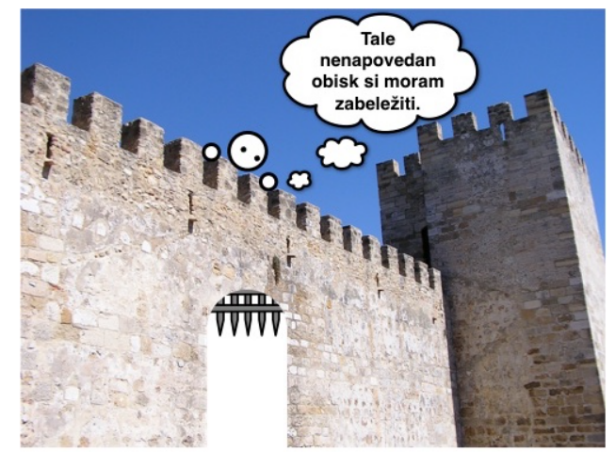 Tale
nenapovedan
obisk si moram
zabeležiti.